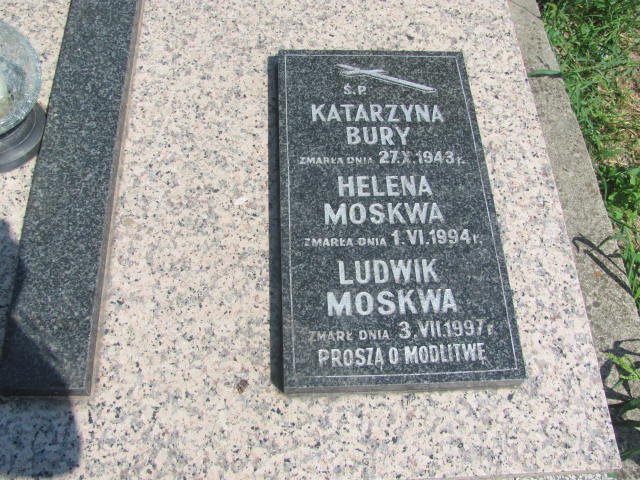 Ś.P.
KATARZYNA
BURY
ZMARŁA DNIA 27.X.1943 r.
HELENA
MOSKWA
ZMARŁA DNIA 1.VI.1994 r.
LUDWIK
MOSKWA
ZMARŁ DNIA 3.VII.1997 r.
PROSZĄ O MODLITWĘ